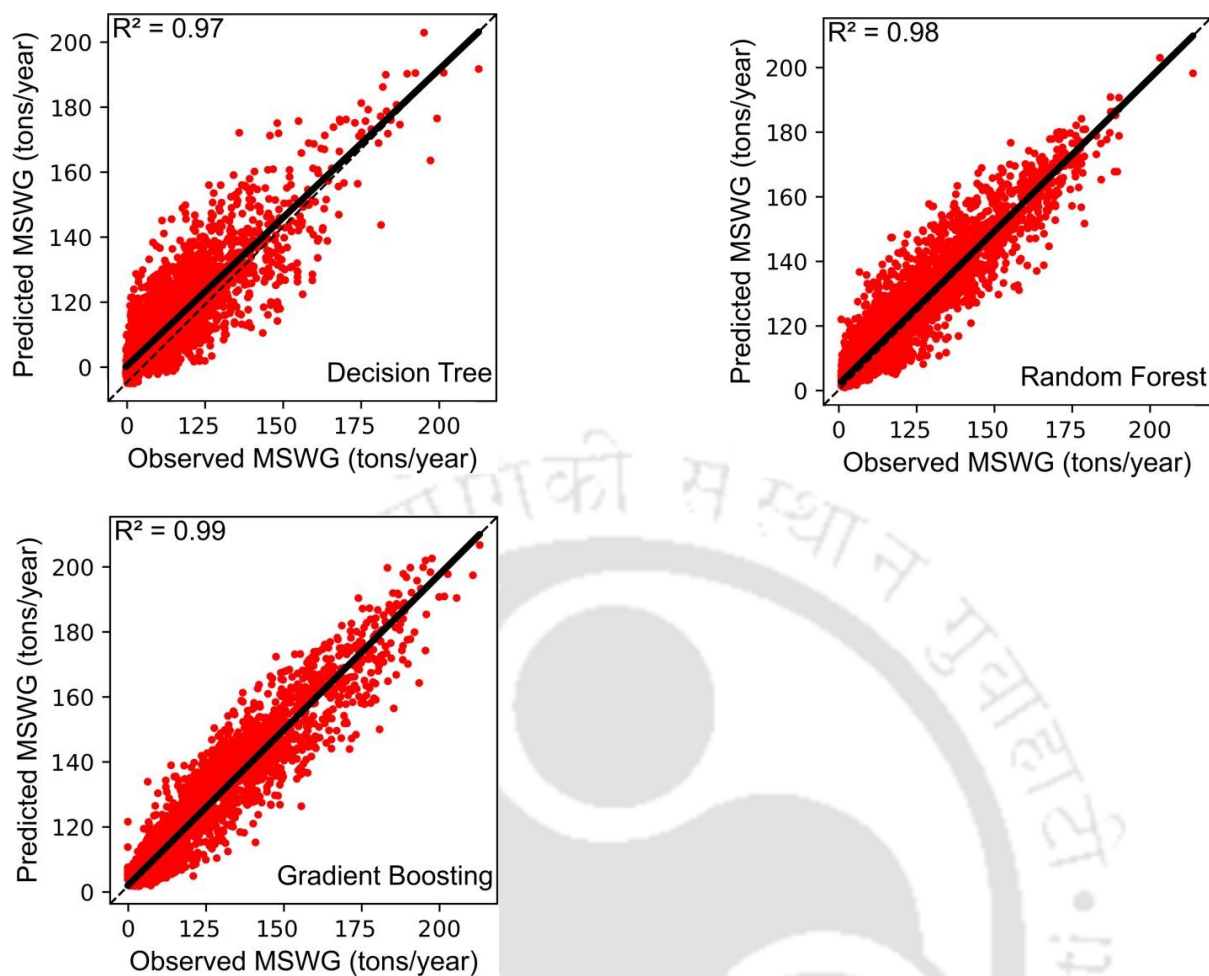 R² = 0.97
Predicted MSWG (tons/year)
200
180
160
140
120
0
Decision Tree
0 125 150 175 200
Observed MSWG (tons/year)
R² = 0.98
Predicted MSWG (tons/year)
200
180
160
140
120
0
Random Forest
0 125 150 175 200
Observed MSWG (tons/year)
R² = 0.99
Predicted MSWG (tons/year)
200
180
160
140
120
0
Gradient Boosting
0 125 150 175 200
Observed MSWG (tons/year)